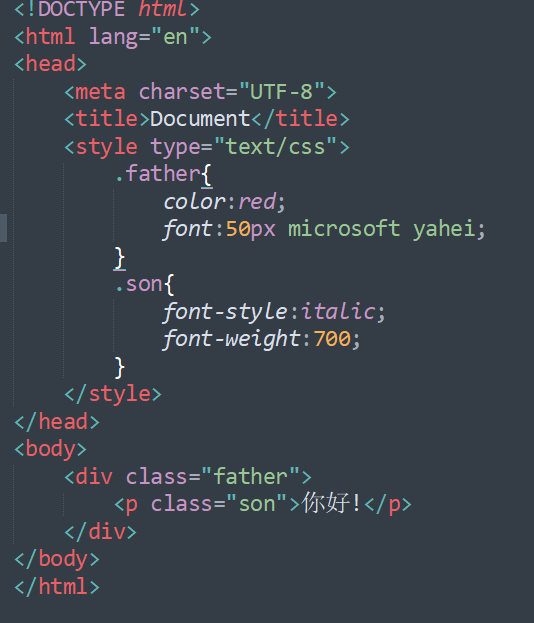 <!DOCTYPE html>
<html lang="en">
<head>
    <meta charset="UTF-8">
    <title>Document</title>
    <style type="text/css">
        .father{
            color:red;
            font:50px microsoft yahei;
        }
        .son{
            font-style:italic;
            font-weight:700;
        }
    </style>
</head>
<body>
    <div class="father">
        <p class="son">你好!</p>
    </div>
</body>
</html>